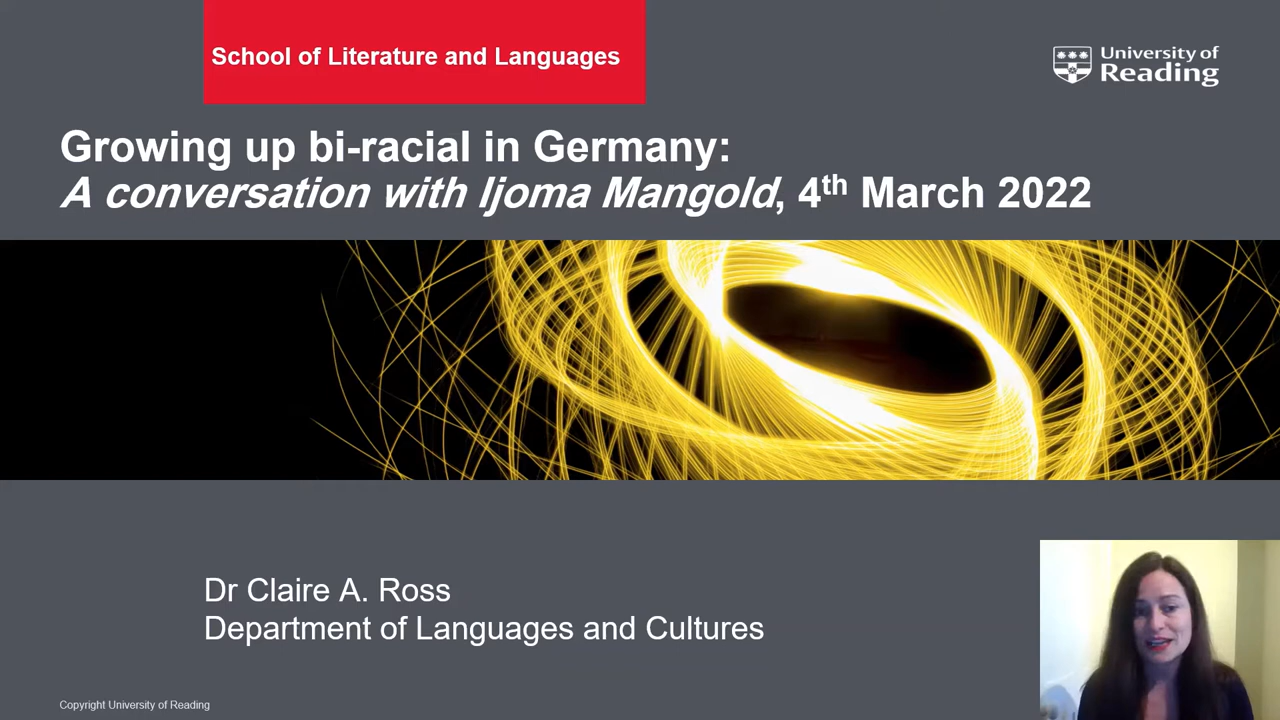 School of Literature and Languages
University of
Reading
Growing up bi-racial in Germany:
A conversation with Ijoma Mangold, 4th March 2022
Dr Claire A. Ross
Department of Languages and Cultures
Copyright University of Reading